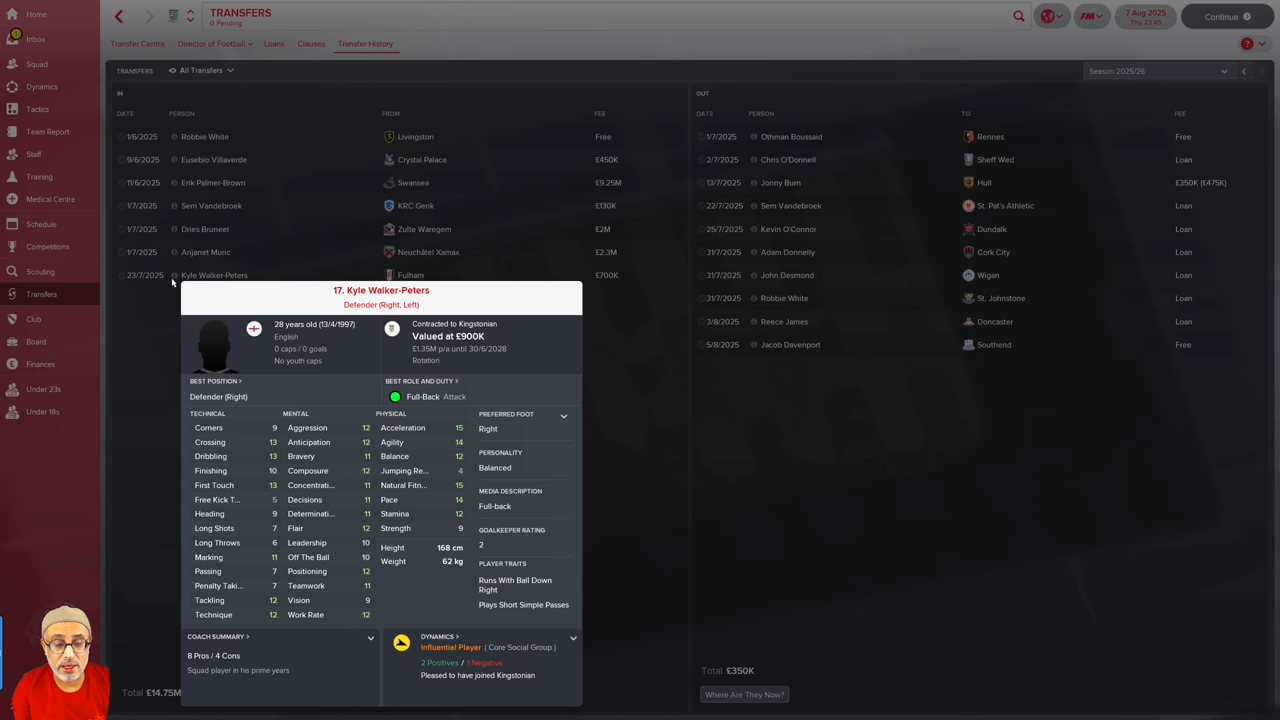 Home
TRANSFERS
0 Pending
FM
7 Aug 2025
Thu 23:45
Continue
1
Inbox
Transfer Centre
Director of Football
Loans
Clauses
Transfer History
?
Squad
Dynamics
TRANSFERS
All Transfers
Season 2025/26
Tactics
Team Report
Staff
Training
Medical Centre
Schedule
Competitions
Scouting
Transfers
Club
Board
Finances
Under 23s
Under 18s
IN
DATE PERSON FROM FEE
1/6/2025 Robbie White Livingston Free
9/6/2025 Eusebio Villaverde Crystal Palace £450K
11/6/2025 Erik Palmer-Brown Swansea £9.25M
1/7/2025 Sem Vandebroek KRC Genk £130K
1/7/2025 Dries Bruneel Zulte Waregem £2M
1/7/2025 Arijanet Muric Neuchâtel Xamax £2.3M
23/7/2025 Kyle Walker-Peters Fulham £700K
Total £14.75M
OUT
DATE PERSON TO FEE
1/7/2025 Othman Boussaid Rennes Free
2/7/2025 Chris O'Donnell Sheff Wed Loan
13/7/2025 Jonny Burn Hull £350K (£475K)
22/7/2025 Sem Vandebroek St. Pat's Athletic Loan
25/7/2025 Kevin O'Connor Dundalk Loan
31/7/2025 Adam Donnelly Cork City Loan
31/7/2025 John Desmond Wigan Loan
31/7/2025 Robbie White St. Johnstone Loan
3/8/2025 Reece James Doncaster Loan
5/8/2025 Jacob Davenport Southend Free
Total £350K
Where Are They Now?
17. Kyle Walker-Peters
Defender (Right, Left)
28 years old (13/4/1997)
English
0 caps / 0 goals
No youth caps
Contracted to Kingstonian
Valued at £900K
£1.35M p/a until 30/6/2028
Rotation
BEST POSITION >
Defender (Right)
BEST ROLE AND DUTY >
Full-Back Attack
TECHNICAL
Corners 9
Crossing 13
Dribbling 13
Finishing 10
First Touch 13
Free Kick T... 5
Heading 9
Long Shots 7
Long Throws 6
Marking 11
Passing 7
Penalty Taki... 7
Tackling 12
Technique 12
MENTAL
Aggression 12
Anticipation 12
Bravery 11
Composure 12
Concentrati... 11
Decisions 11
Determinati... 11
Flair 12
Leadership 10
Off The Ball 10
Positioning 12
Teamwork 11
Vision 9
Work Rate 12
PHYSICAL
Acceleration 15
Agility 14
Balance 12
Jumping Re... 4
Natural Fitn... 15
Pace 14
Stamina 12
Strength 9
Height 168 cm
Weight 62 kg
PREFERRED FOOT
Right
PERSONALITY
Balanced
MEDIA DESCRIPTION
Full-back
GOALKEEPER RATING
2
PLAYER TRAITS
Runs With Ball Down
Right
Plays Short Simple Passes
COACH SUMMARY >
8 Pros / 4 Cons
Squad player in his prime years
DYNAMICS >
Influential Player ( Core Social Group )
2 Positives / 1 Negative
Pleased to have joined Kingstonian